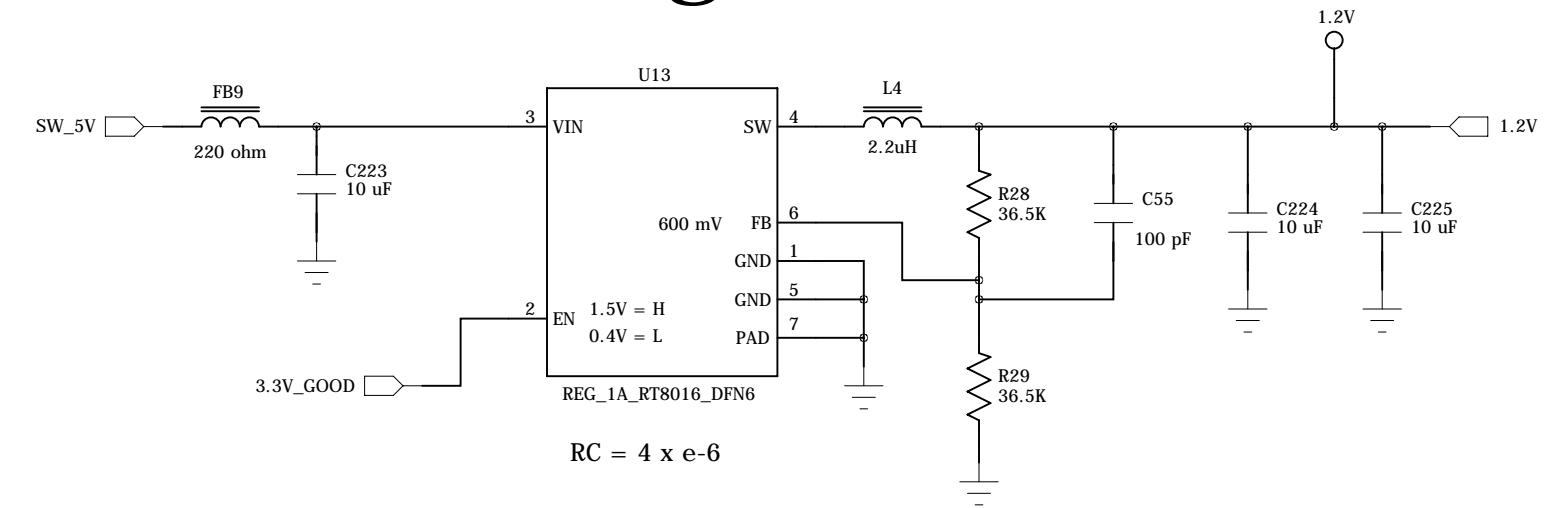 1.2V
U13
FB9
L4
SW_5V
3
VIN
SW
4
1.2V
220 ohm
2.2uH
C223
10 uF
R28
36.5K
C55
100 pF
C224
10 uF
C225
10 uF
600 mV
FB
6
GND
1
GND
5
2
EN
1.5V = H
0.4V = L
PAD
7
3.3V_GOOD
REG_1A_RT8016_DFN6
R29
36.5K
RC = 4 x e-6